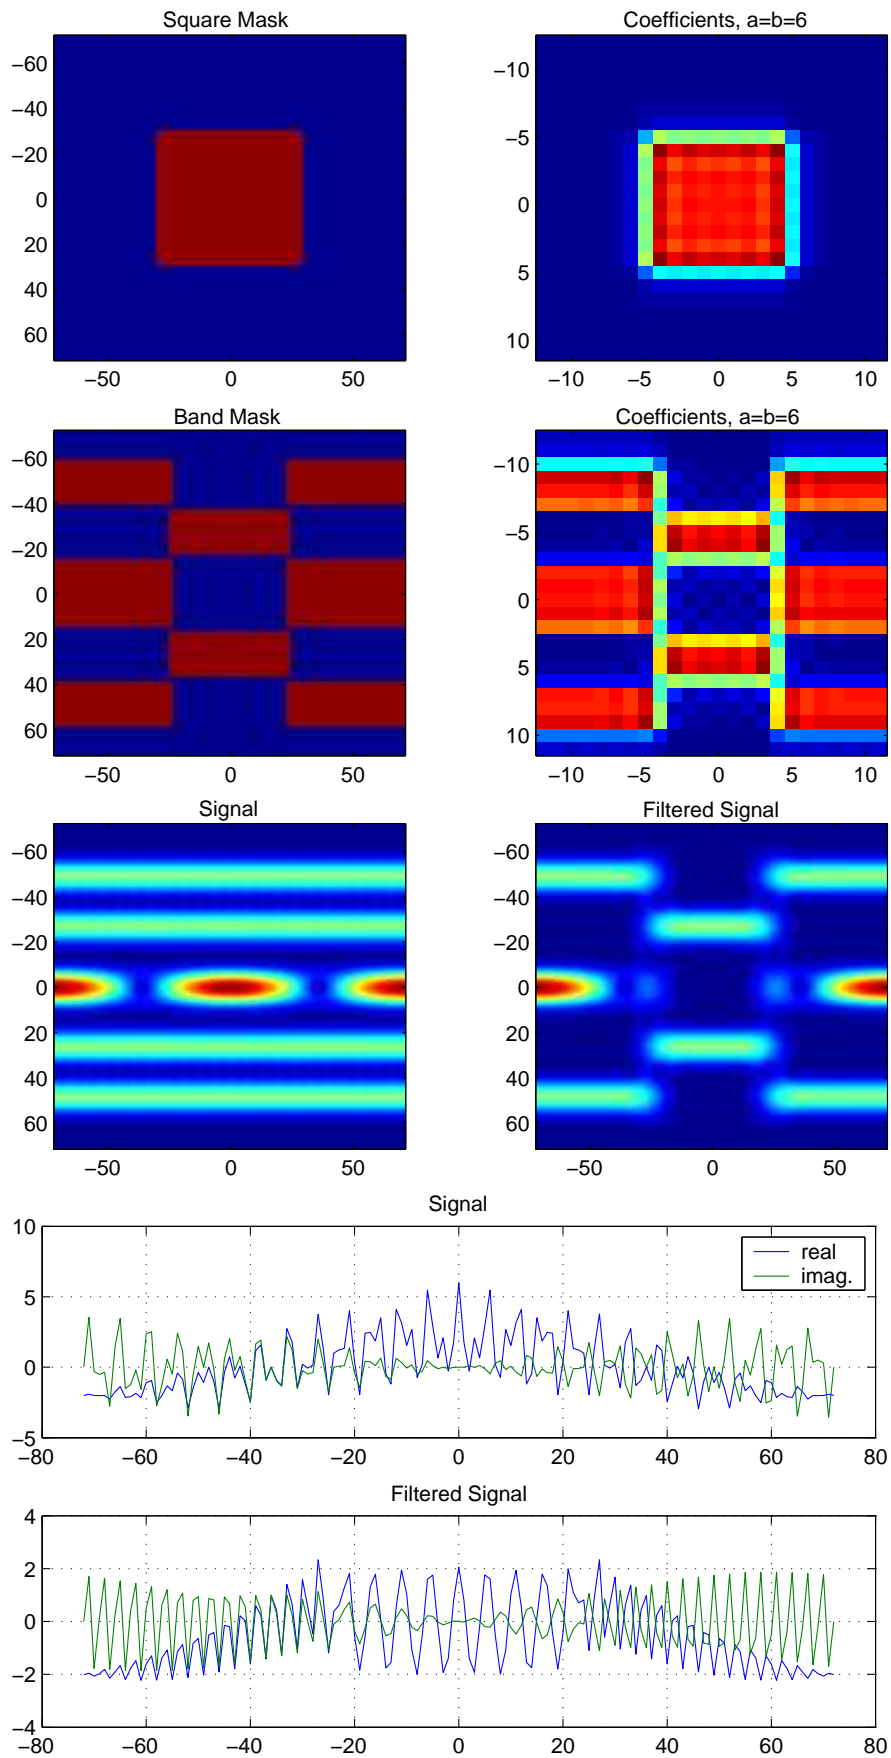 Square Mask Coefficients, a=b=6
−60 −10
−40
−20 −5
0 0
20
40 5
60 10
−50 0 50 −10 −5 0 5 10
Band Mask Coefficients, a=b=6
−60 −10
−40
−20 −5
0 0
20
40 5
60 10
−50 0 50 −10 −5 0 5 10
Signal Filtered Signal
−60 −60
−40 −40
−20 −20
0 0
20 20
40 40
60 60
−50 0 50 −50 0 50
Signal
10
real
imag.
5
0
−5
−80 −60 −40 −20 0 20 40 60 80
Filtered Signal
4
2
0
−2
−4
−80 −60 −40 −20 0 20 40 60 80